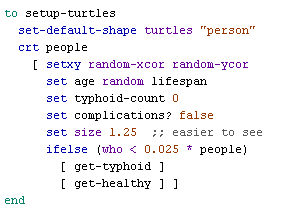 to setup-turtles
  set-default-shape turtles "person"
  crt people
    [ setxy random-xcor random-ycor
      set age random lifespan
      set typhoid-count 0
      set complications? false
      set size 1.25  ;; easier to see
      ifelse (who < 0.025 * people)
        [ get-typhoid ]
        [ get-healthy ] ]
end